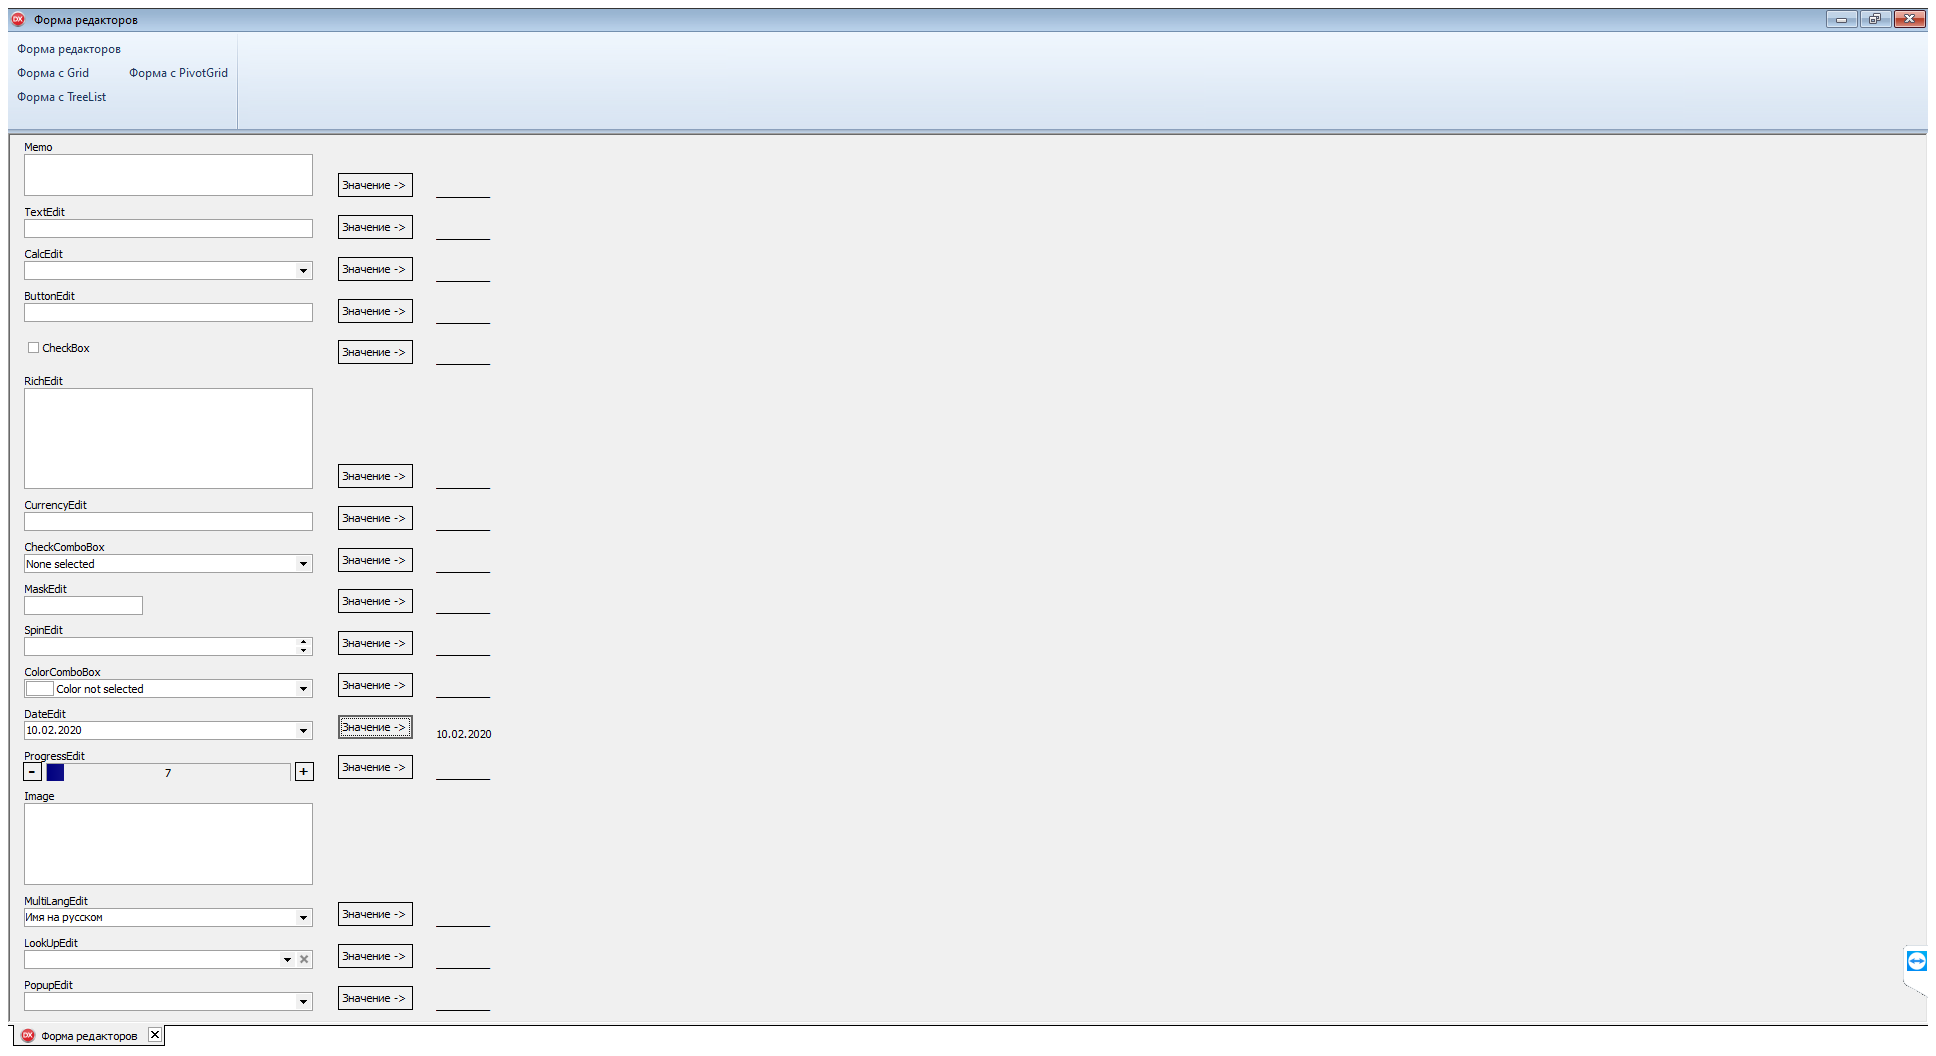 Форма редакторов
Форма редакторов
Форма с Grid Форма с PivotGrid
Форма с TreeList
Memo
Значение ->
TextEdit
Значение ->
CalcEdit
Значение ->
ButtonEdit
Значение ->
CheckBox Значение ->
RichEdit
Значение ->
CurrencyEdit
Значение ->
CheckComboBox
None selected Значение ->
MaskEdit
Значение ->
SpinEdit
Значение ->
ColorComboBox
Color not selected Значение ->
DateEdit
10.02.2020 Значение -> 10.02.2020
ProgressEdit
- 7 + Значение ->
Image
MultiLangEdit
Имя на русском Значение ->
LookUpEdit
Значение ->
PopupEdit
Значение ->
DX Форма редакторов